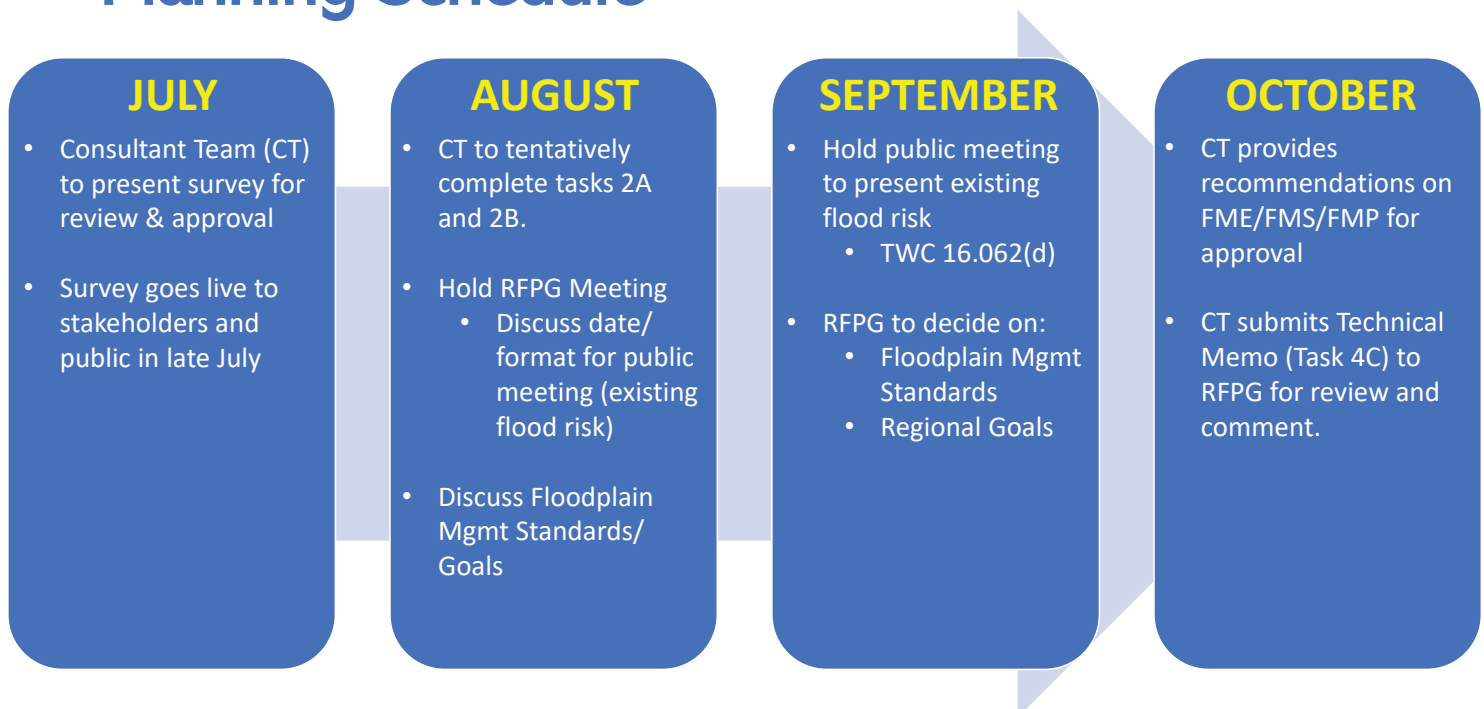 Planning Schedule
JULY
• Consultant Team (CT)
to present survey for
review & approval
• Survey goes live to
stakeholders and
public in late July
AUGUST
• CT to tentatively
complete tasks 2A
and 2B.
• Hold RFPG Meeting
• Discuss date/
format for public
meeting (existing
flood risk)
• Discuss Floodplain
Mgmt Standards/
Goals
SEPTEMBER
• Hold public meeting
to present existing
flood risk
• TWC 16.062(d)
• RFPG to decide on:
• Floodplain Mgmt
Standards
• Regional Goals
OCTOBER
• CT provides
recommendations on
FME/FMS/FMP for
approval
• CT submits Technical
Memo (Task 4C) to
RFPG for review and
comment.